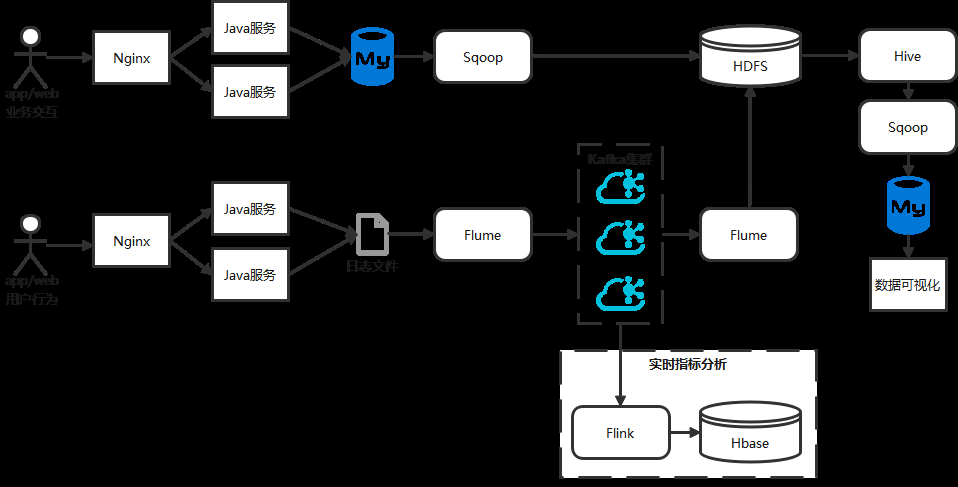 app/web
业务交互
Nginx
Java服务
Java服务
My
Sqoop
HDFS
Hive
Sqoop
My
数据可视化
app/web
用户行为
Nginx
Java服务
Java服务
日志文件
Flume
Kafka集群
Flume
实时指标分析
Flink
Hbase